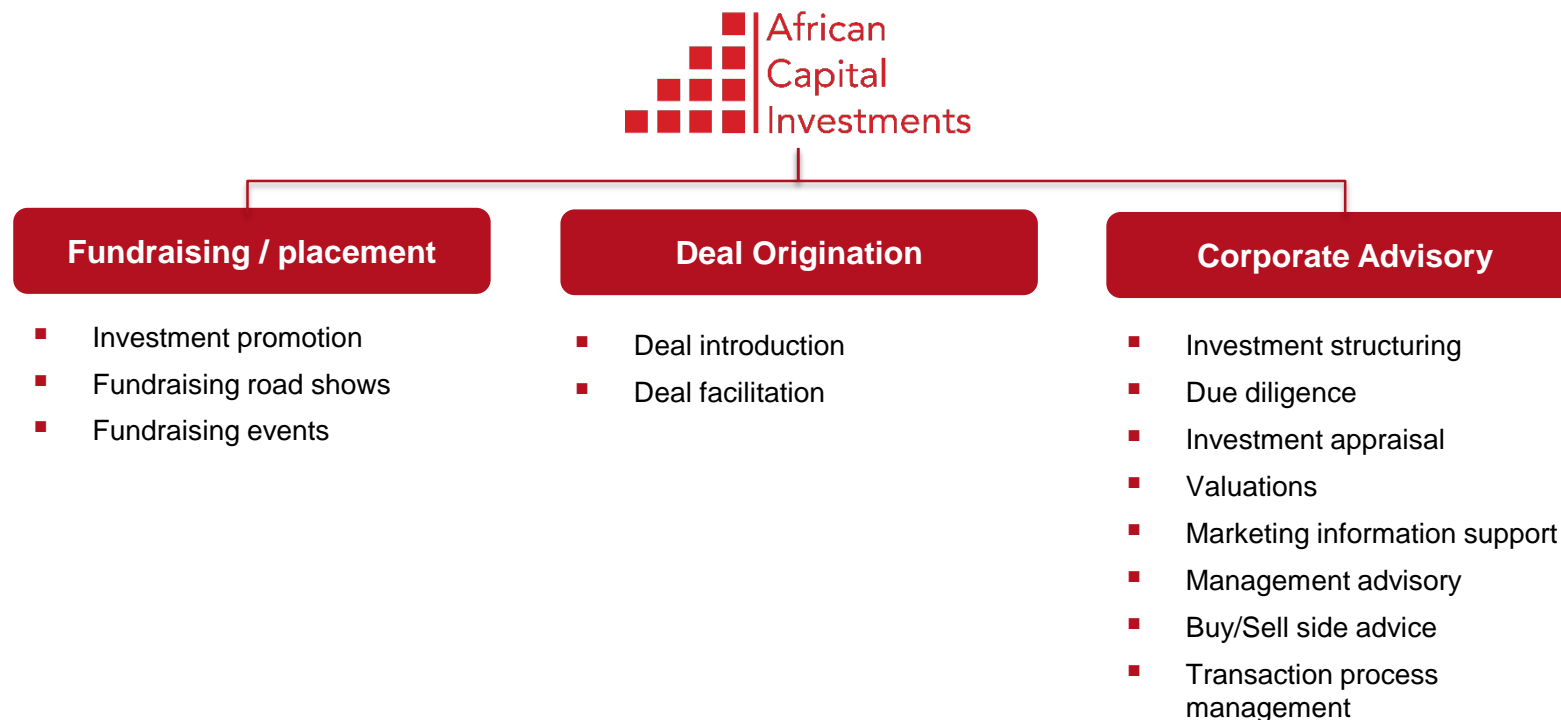 African
Capital
Investments
Fundraising / placement
Investment promotion
Fundraising road shows
Fundraising events
Deal Origination
Deal introduction
Deal facilitation
Corporate Advisory
Investment structuring
Due diligence
Investment appraisal
Valuations
Marketing information support
Management advisory
Buy/Sell side advice
Transaction process
management